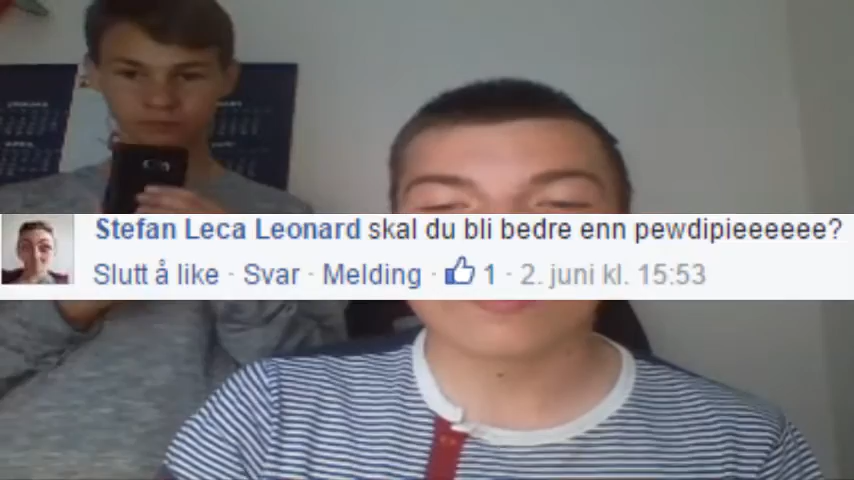 Stefan Leca Leonard skal du bli bedre enn pewdipieeeeee?
Slutt å like · Svar · Melding · 1 · 2. juni kl. 15:53